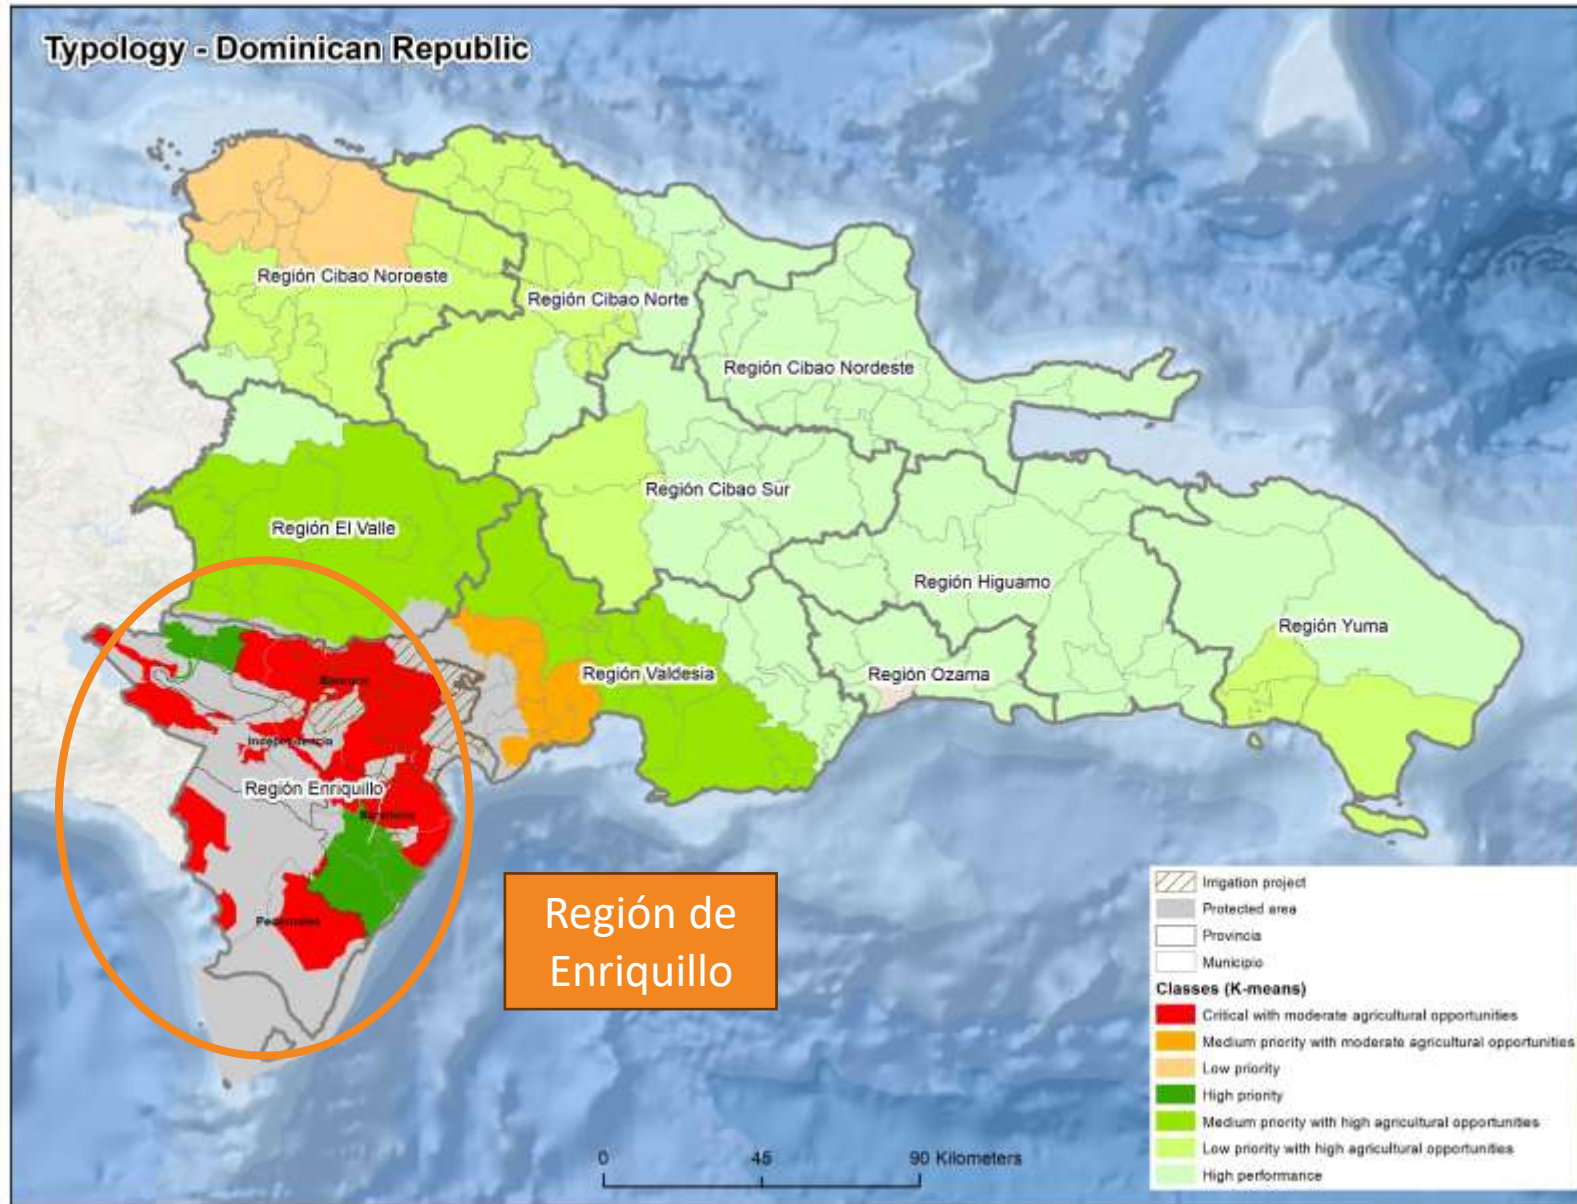 Typology - Dominican Republic
Región Cibao Noroeste
Región Cibao Norte
Región Cibao Nordeste
Región Cibao Sur
Región El Valle
Región Higuamo
Región Yuma
Región Valdesia
Región Ozama
Independencia
Región Enriquillo
Barahona
Pedernales
Región de
Enriquillo
Irrigation project
Protected area
Provincia
Municipio
Classes (K-means)
Critical with moderate agricultural opportunities
Medium priority with moderate agricultural opportunities
Low priority
High priority
Medium priority with high agricultural opportunities
Low priority with high agricultural opportunities
High performance
0 45 90 Kilometers